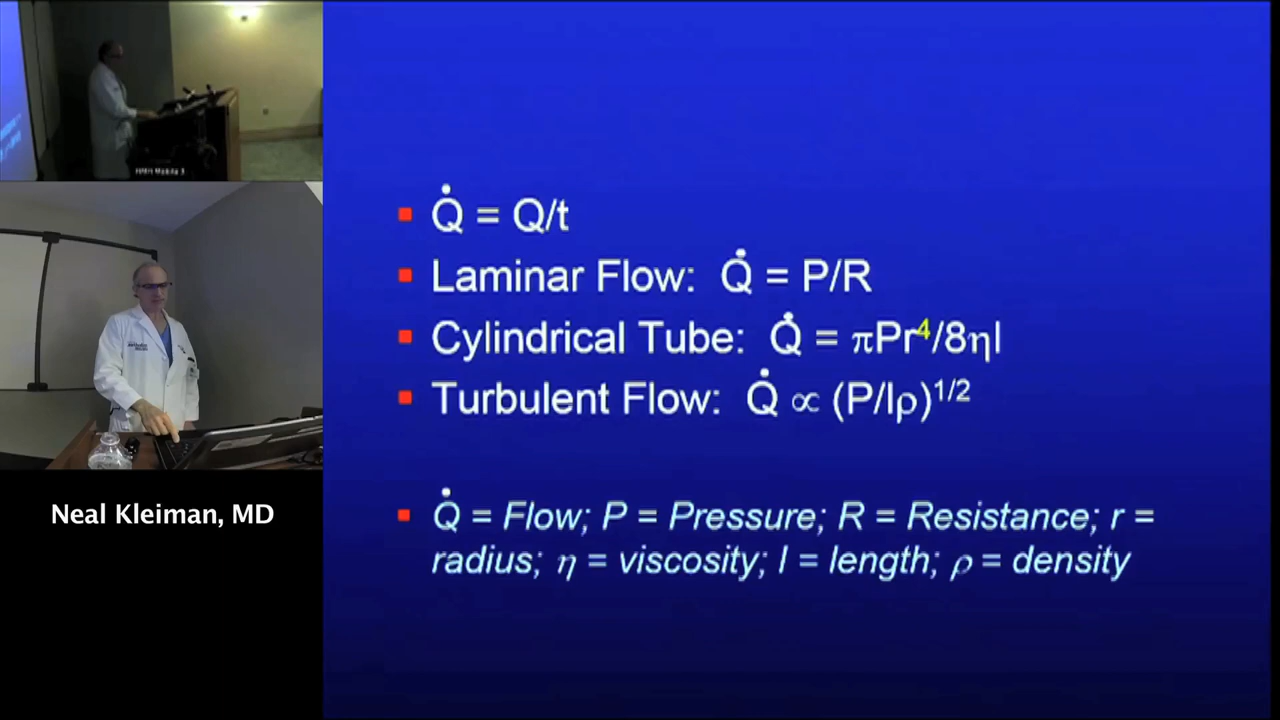 Q̇ = Q/t
Laminar Flow: Q̇ = P/R
Cylindrical Tube: Q̇ = πPr⁴/8ηl
Turbulent Flow: Q̇ ∝ (P/lρ)¹/²
Q̇ = Flow; P = Pressure; R = Resistance; r =
radius; η = viscosity; l = length; ρ = density
Neal Kleiman, MD